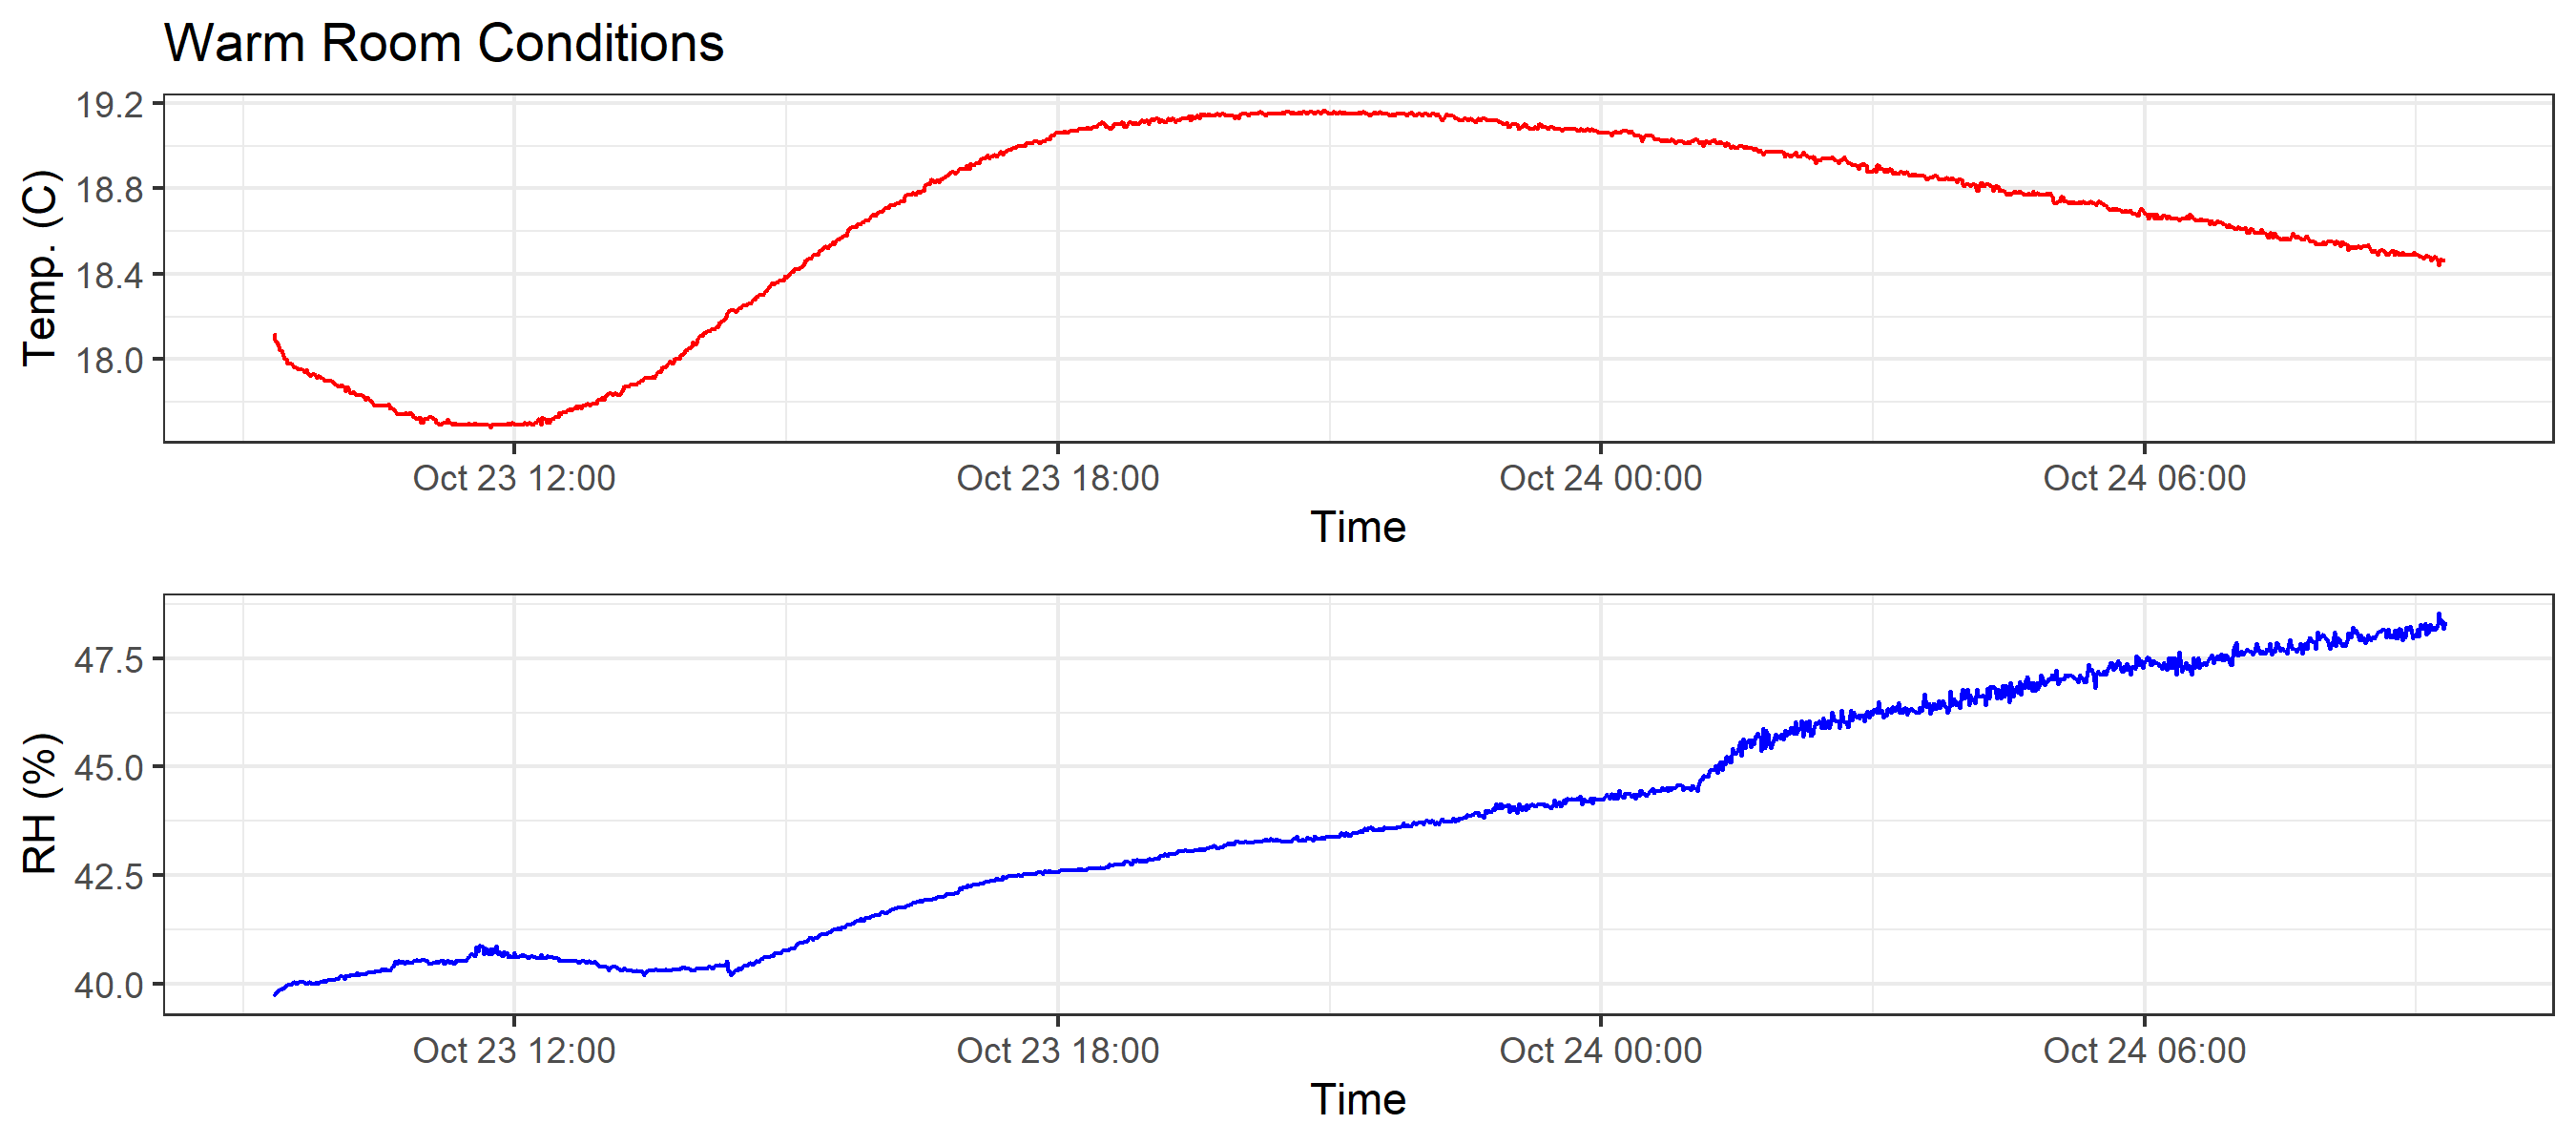 Warm Room Conditions
Temp. (C)
19.2
18.8
18.4
18.0
Oct 23 12:00 Oct 23 18:00 Oct 24 00:00 Oct 24 06:00
Time
RH (%)
47.5
45.0
42.5
40.0
Oct 23 12:00 Oct 23 18:00 Oct 24 00:00 Oct 24 06:00
Time